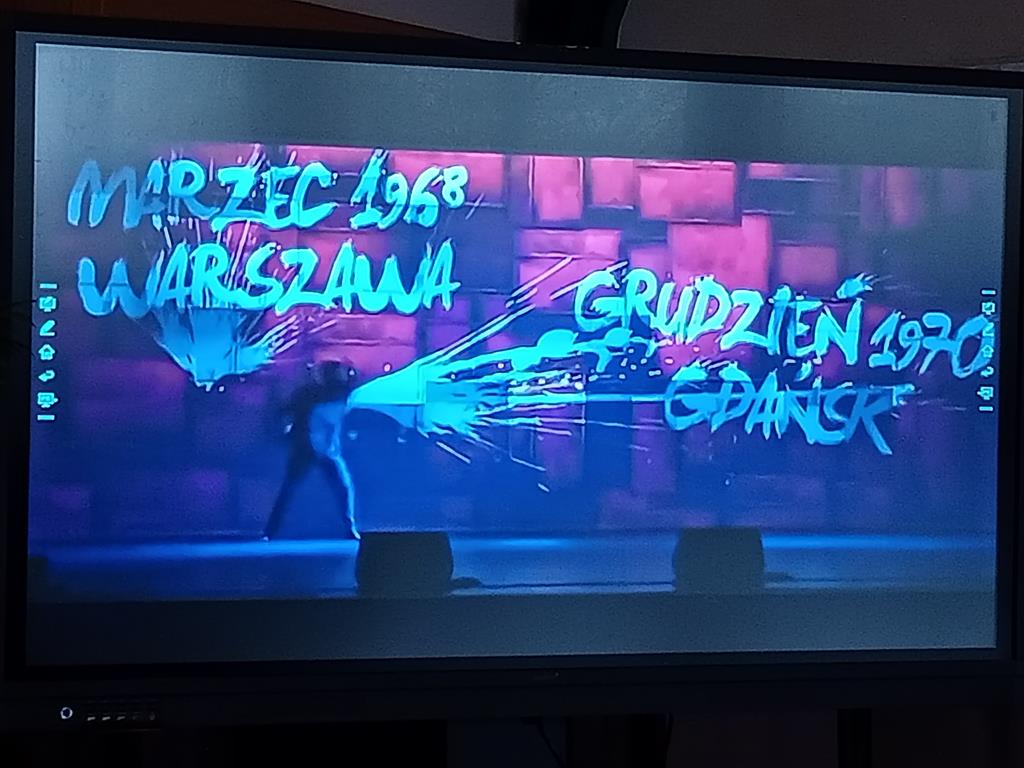 MARZEC 1968
WARSZAWA
GRUDZIEŃ 1970
GDAŃSK